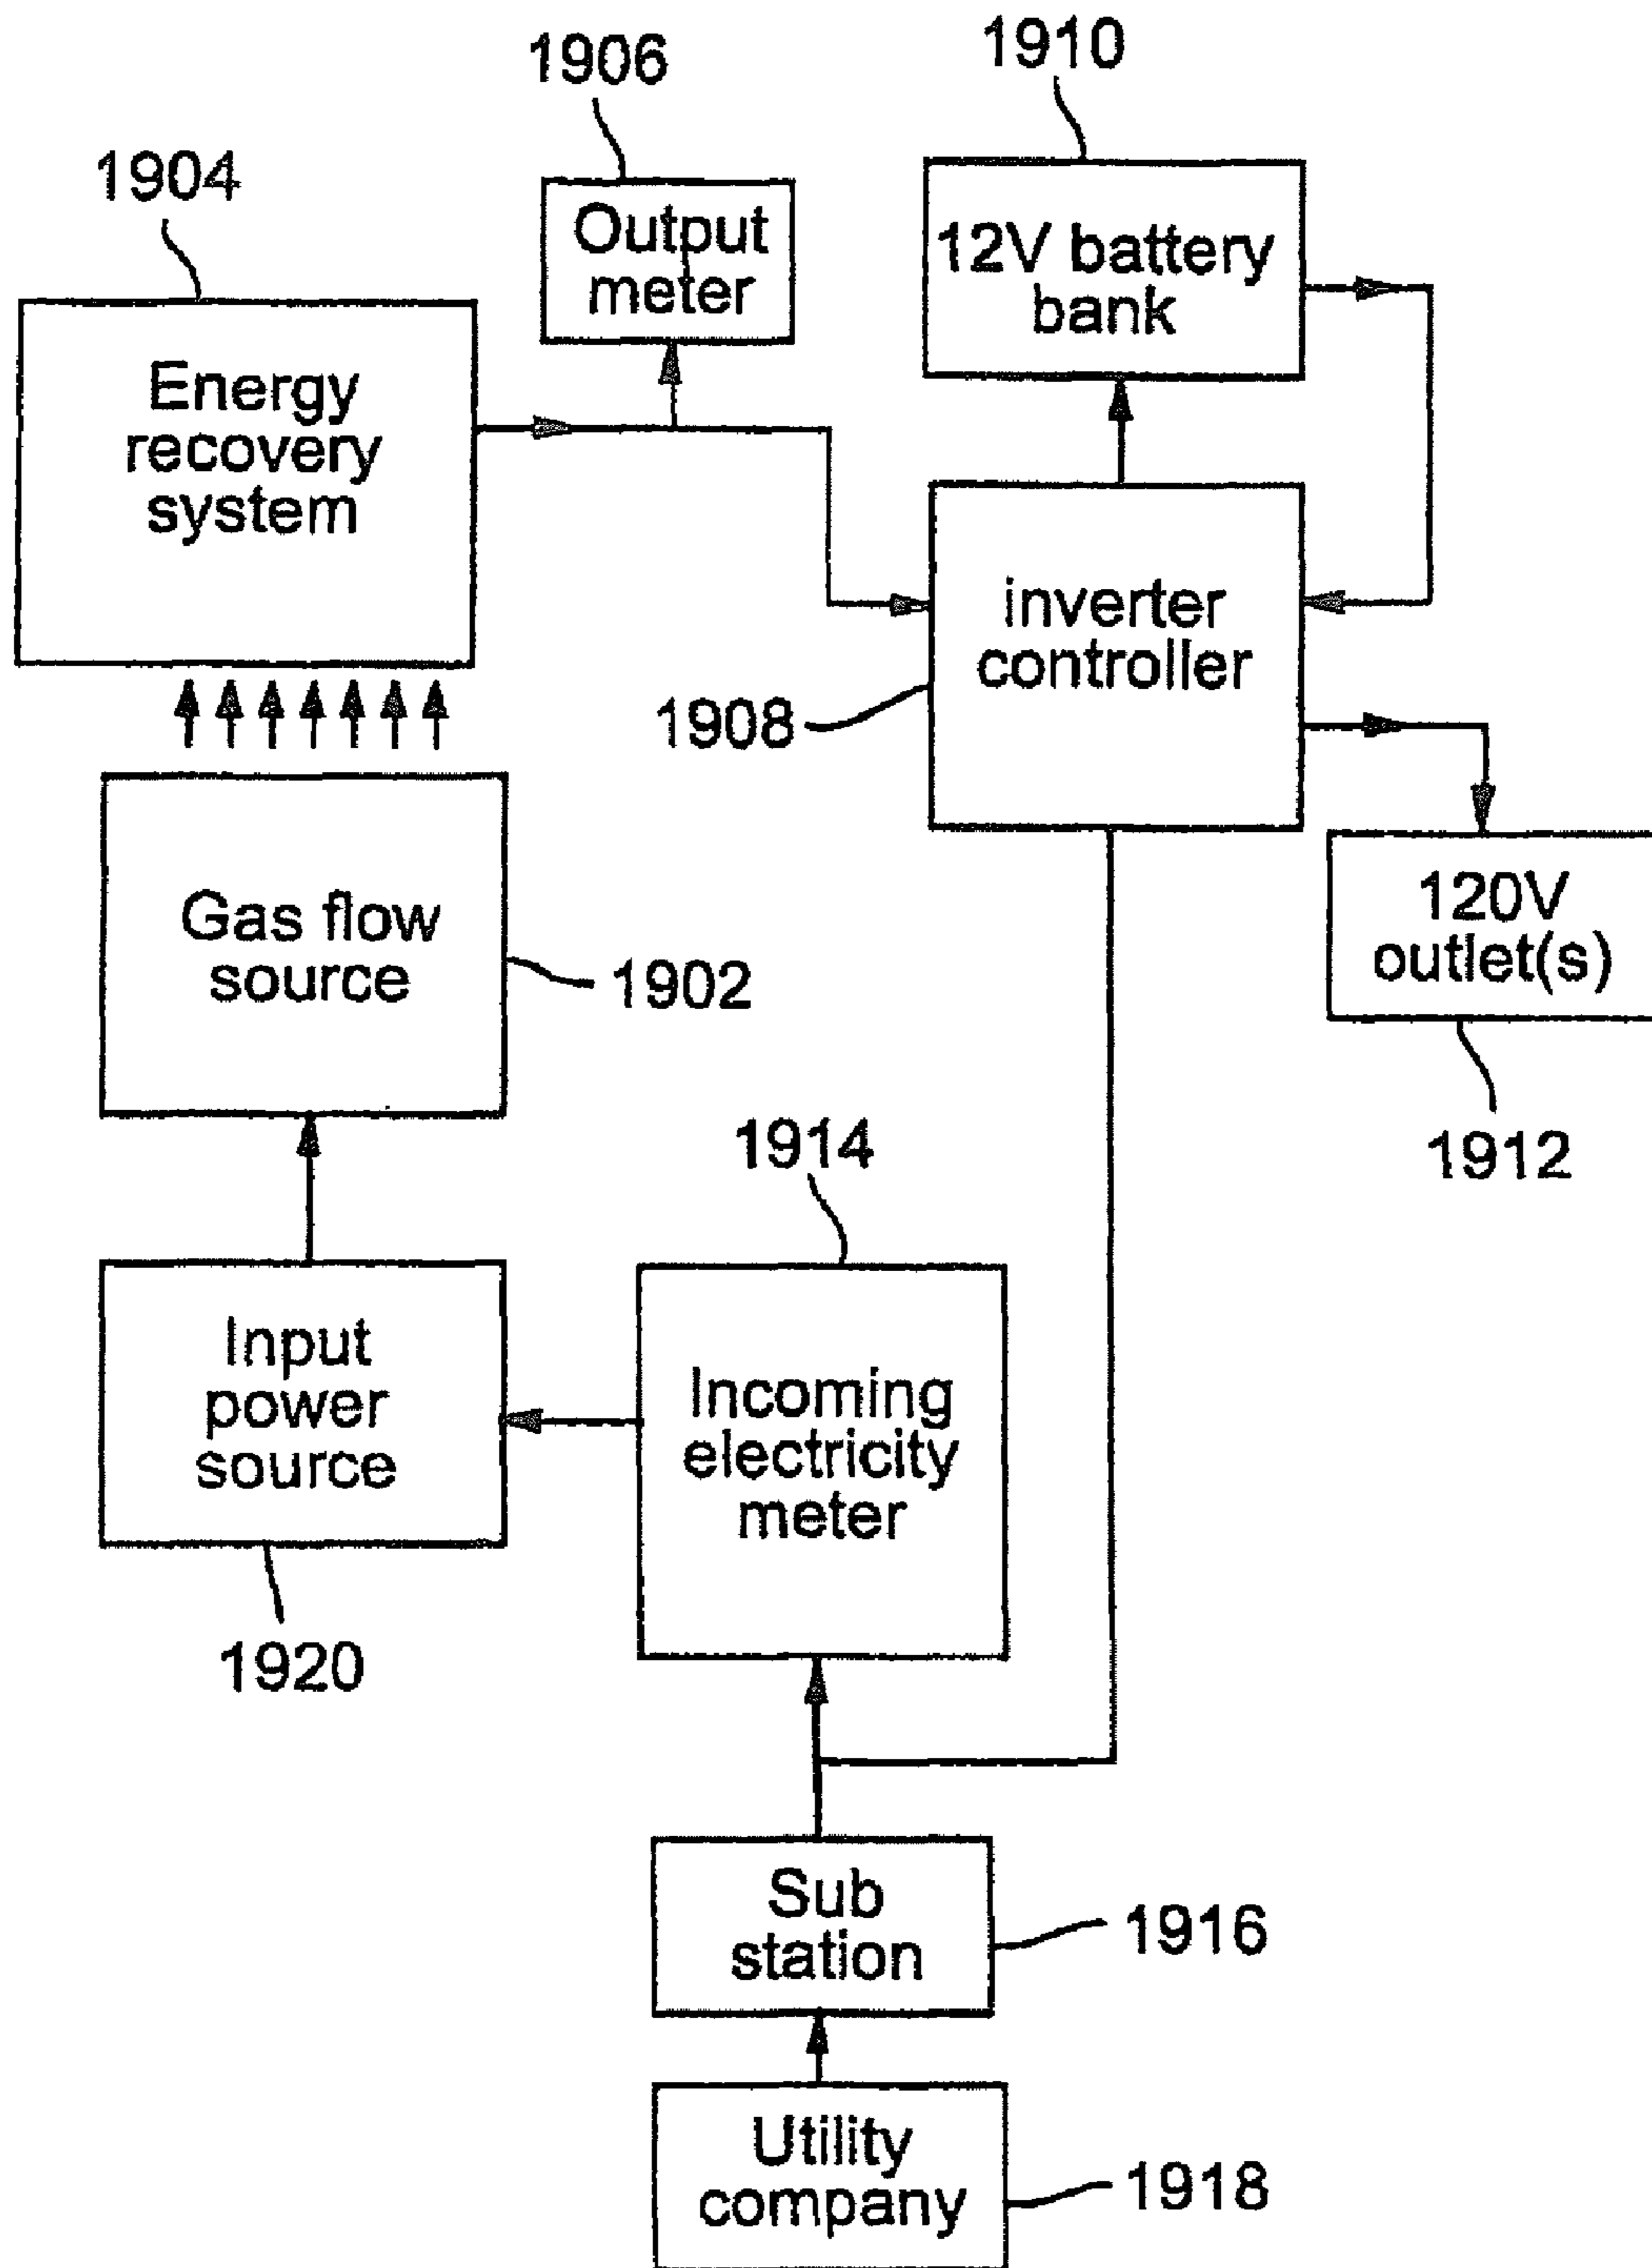 1906
1910
1904
Output
meter
12V battery
bank
Energy
recovery
system
inverter
controller
1908
Gas flow
source
1902
120V
outlet(s)
1912
1914
Input
power
source
Incoming
electricity
meter
1920
Sub
station
1916
Utility
company
1918